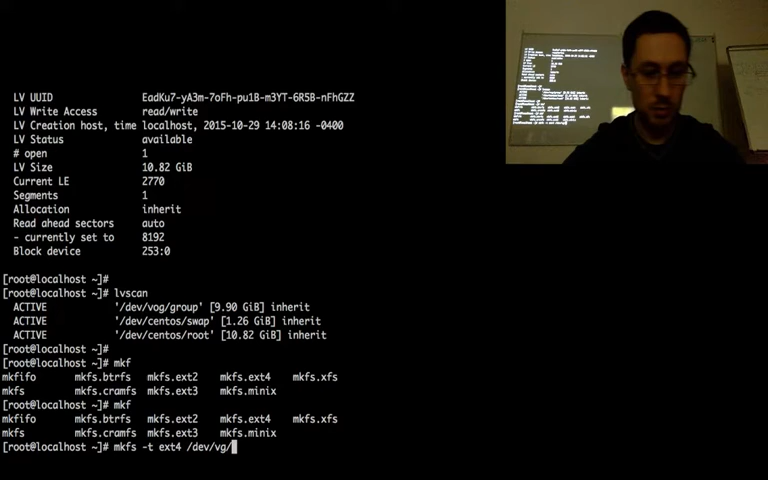 LV UUID EadKu7-yA3m-7oFh-pu1B-m3YT-6R5B-nFhGZZ
LV Write Access read/write
LV Creation host, time localhost, 2015-10-29 14:08:16 -0400
LV Status available
# open 1
LV Size 10.82 GiB
Current LE 2770
Segments 1
Allocation inherit
Read ahead sectors auto
- currently set to 8192
Block device 253:0
[root@localhost ~]#
[root@localhost ~]# lvscan
ACTIVE '/dev/vog/group' [9.90 GiB] inherit
ACTIVE '/dev/centos/swap' [1.26 GiB] inherit
ACTIVE '/dev/centos/root' [10.82 GiB] inherit
[root@localhost ~]#
[root@localhost ~]# mkf
mkfifo mkfs.btrfs mkfs.ext2 mkfs.ext4 mkfs.xfs
mkfs mkfs.cramfs mkfs.ext3 mkfs.minix
[root@localhost ~]# mkf
mkfifo mkfs.btrfs mkfs.ext2 mkfs.ext4 mkfs.xfs
mkfs mkfs.cramfs mkfs.ext3 mkfs.minix
[root@localhost ~]# mkfs -t ext4 /dev/vg/